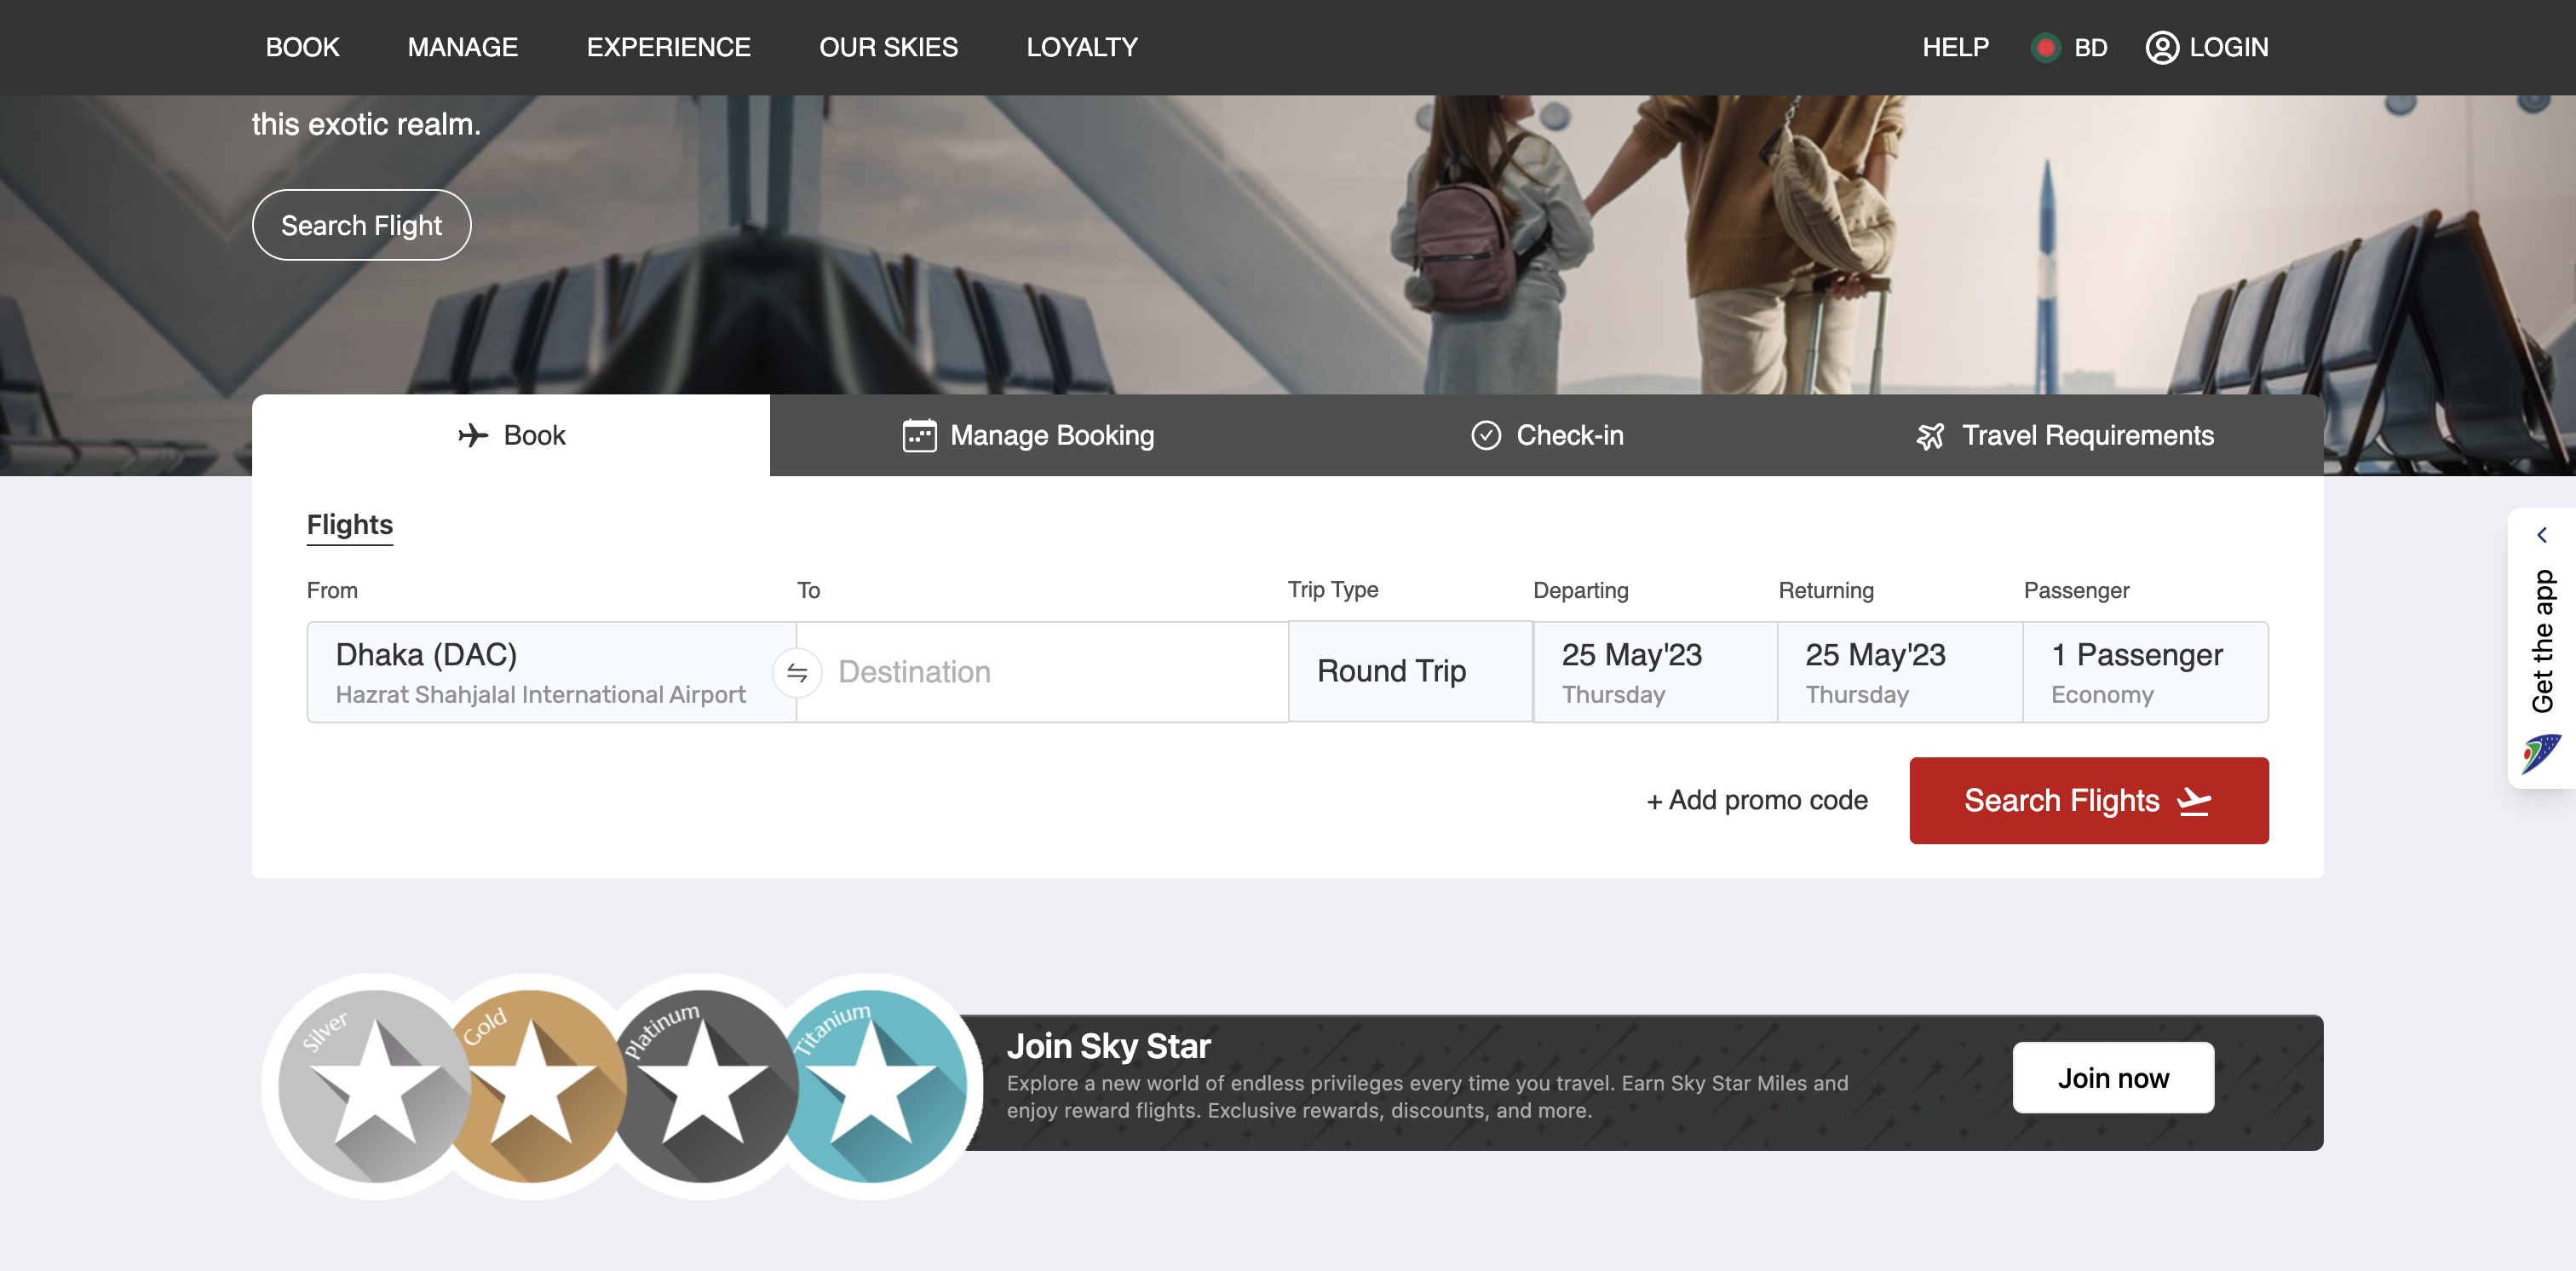 BOOK MANAGE EXPERIENCE OUR SKIES LOYALTY HELP BD LOGIN
this exotic realm.
Search Flight
Book Manage Booking Check-in Travel Requirements
Flights
From To Trip Type Departing Returning Passenger
Dhaka (DAC)
Hazrat Shahjalal International Airport
Destination
Round Trip
25 May'23
Thursday
25 May'23
Thursday
1 Passenger
Economy
+ Add promo code
Search Flights
Get the app
Silver
Gold
Platinum
Titanium
Join Sky Star
Explore a new world of endless privileges every time you travel. Earn Sky Star Miles and
enjoy reward flights. Exclusive rewards, discounts, and more.
Join now